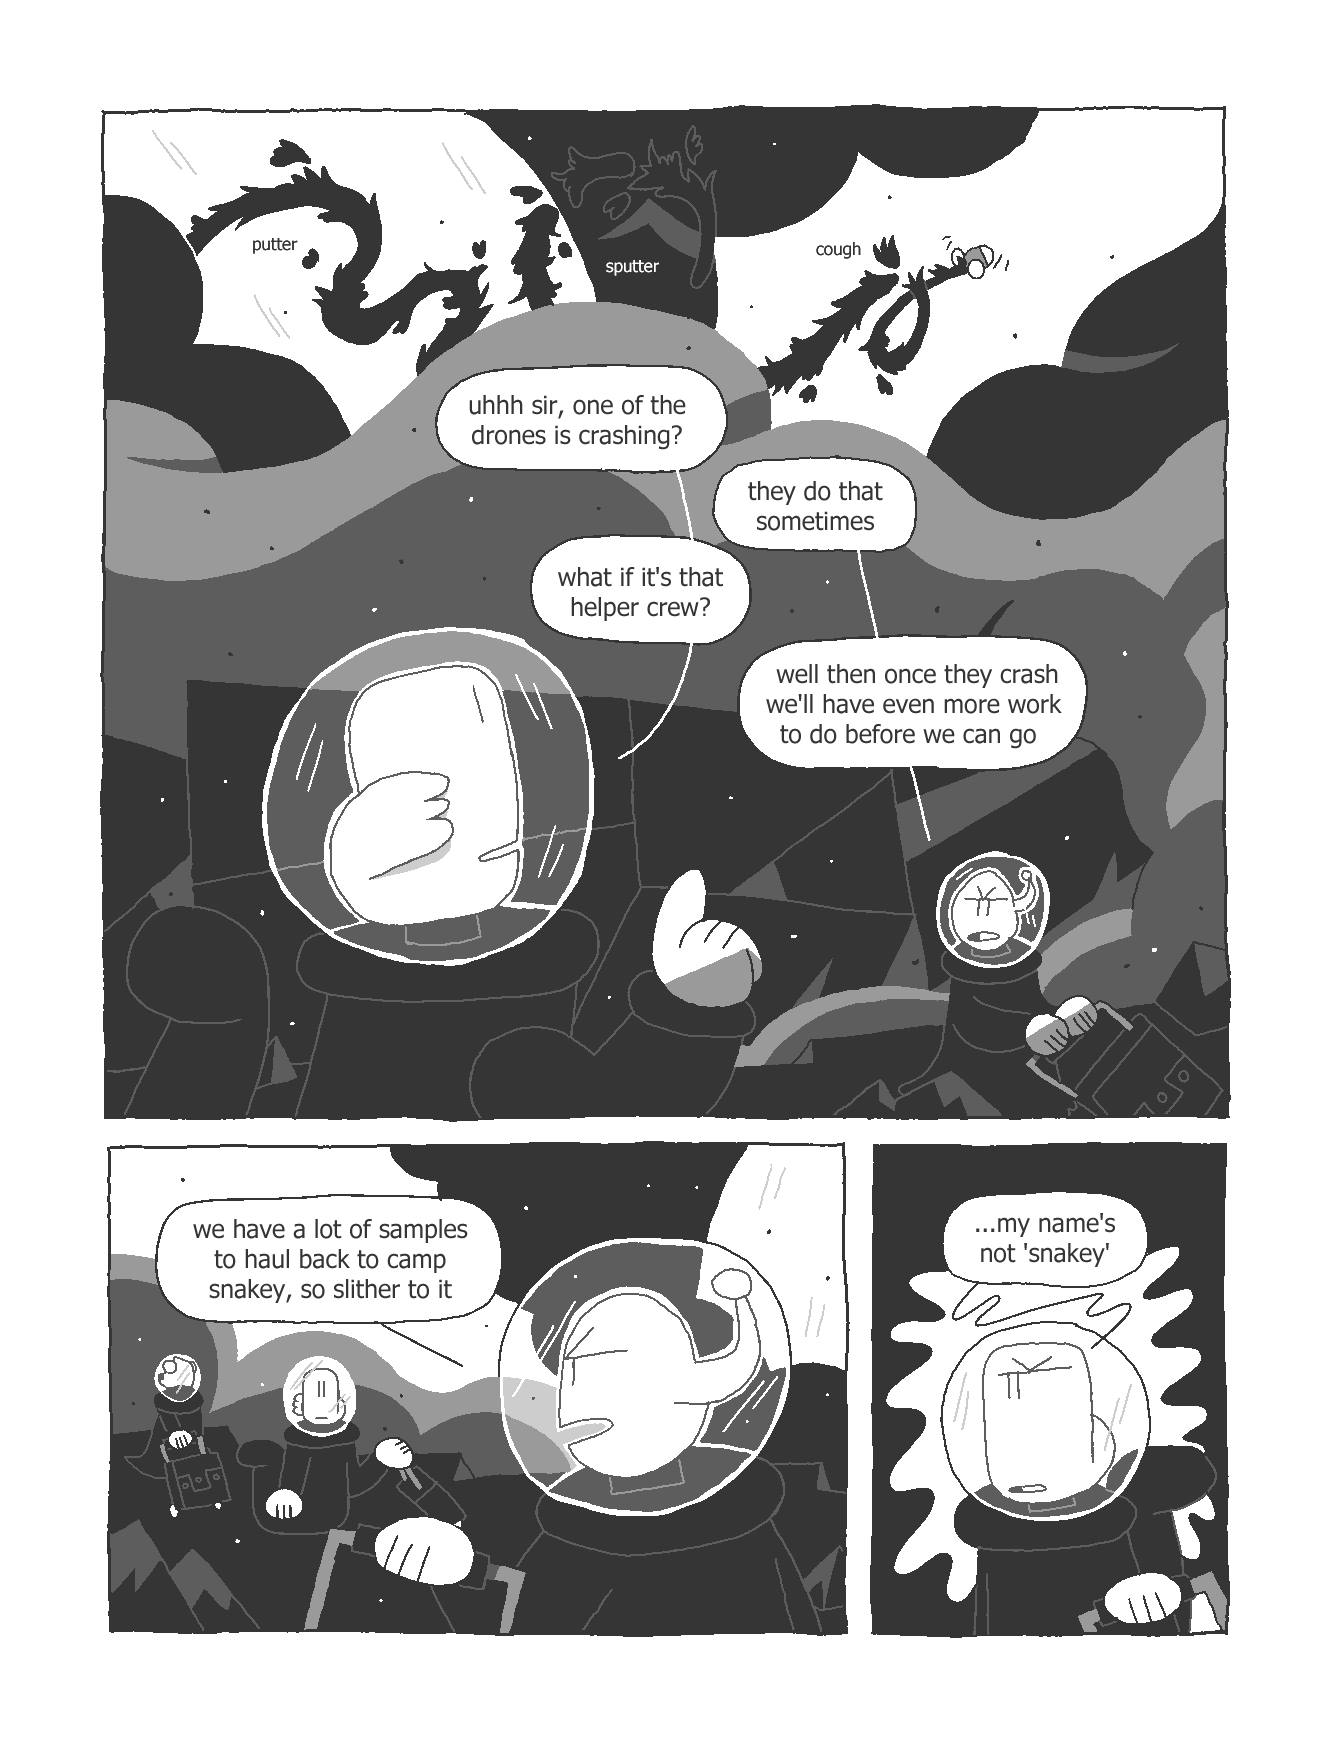 putter
sputter
cough
uhhh sir, one of the
drones is crashing?
they do that
sometimes
what if it's that
helper crew?
well then once they crash
we'll have even more work
to do before we can go
we have a lot of samples
to haul back to camp
snakey, so slither to it
...my name's
not 'snakey'